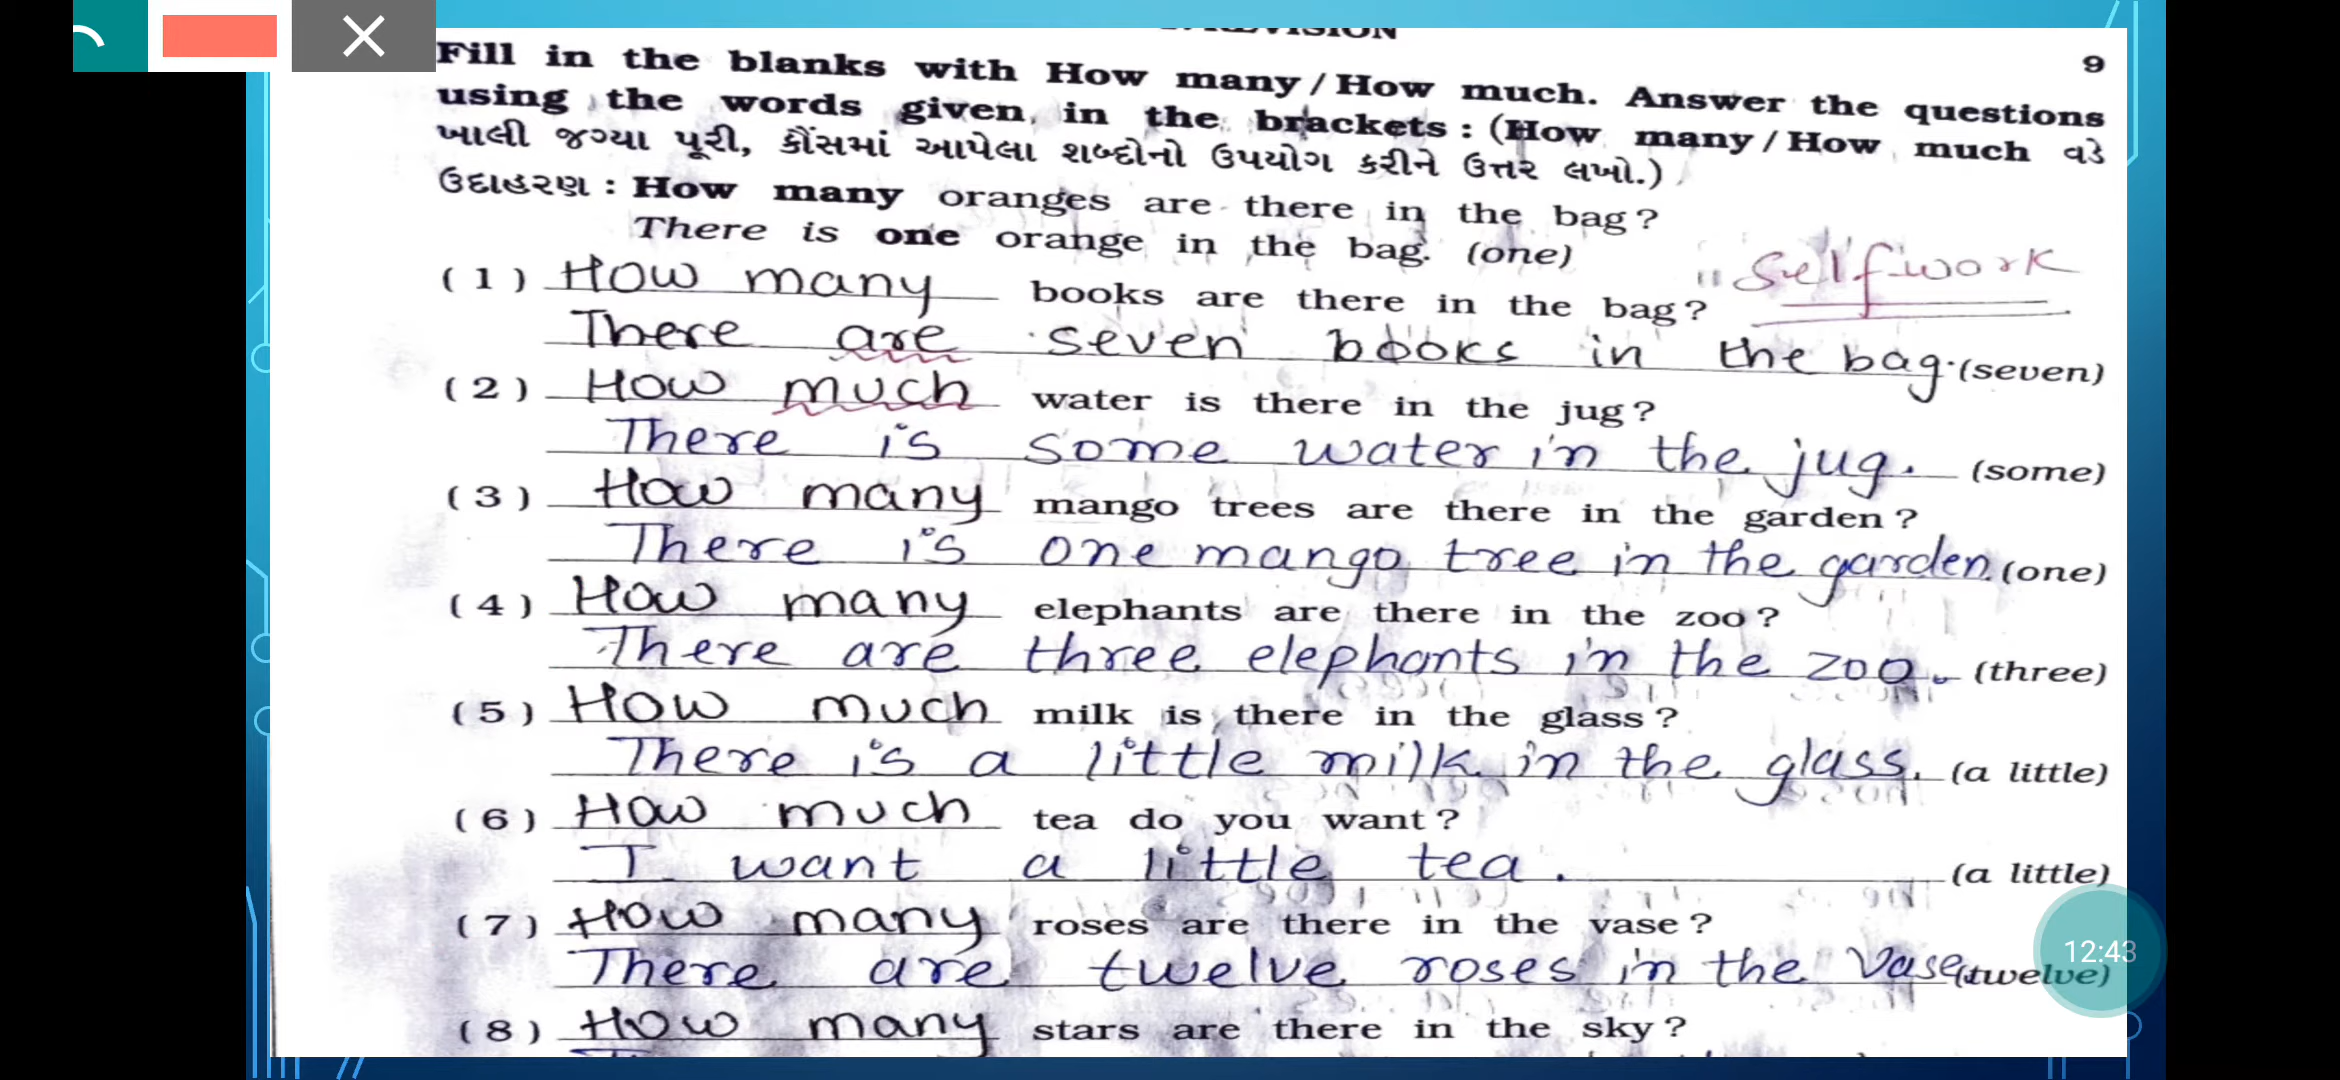 9
Fill in the blanks with How many / How much. Answer the questions
using the words given in the brackets : (How many / How much વડે
ખાલી જગ્યા પૂરી, કૌંસમાં આપેલા શબ્દોનો ઉપયોગ કરીને ઉત્તર લખો.)
ઉદાહરણ : How many oranges are there in the bag?
There is one orange in the bag. (one)
"Selfwork
(1) How many books are there in the bag?
There are seven books in the bag. (seven)
(2) How much water is there in the jug?
There is some water in the jug. (some)
(3) How many mango trees are there in the garden?
There is one mango tree in the garden. (one)
(4) How many elephants are there in the zoo?
There are three elephants in the zoo. (three)
(5) How much milk is there in the glass?
There is a little milk in the glass. (a little)
(6) How much tea do you want?
I want a little tea. (a little)
(7) How many roses are there in the vase?
There are twelve roses in the Vase (twelve)
12:43
(8) How many stars are there in the sky?